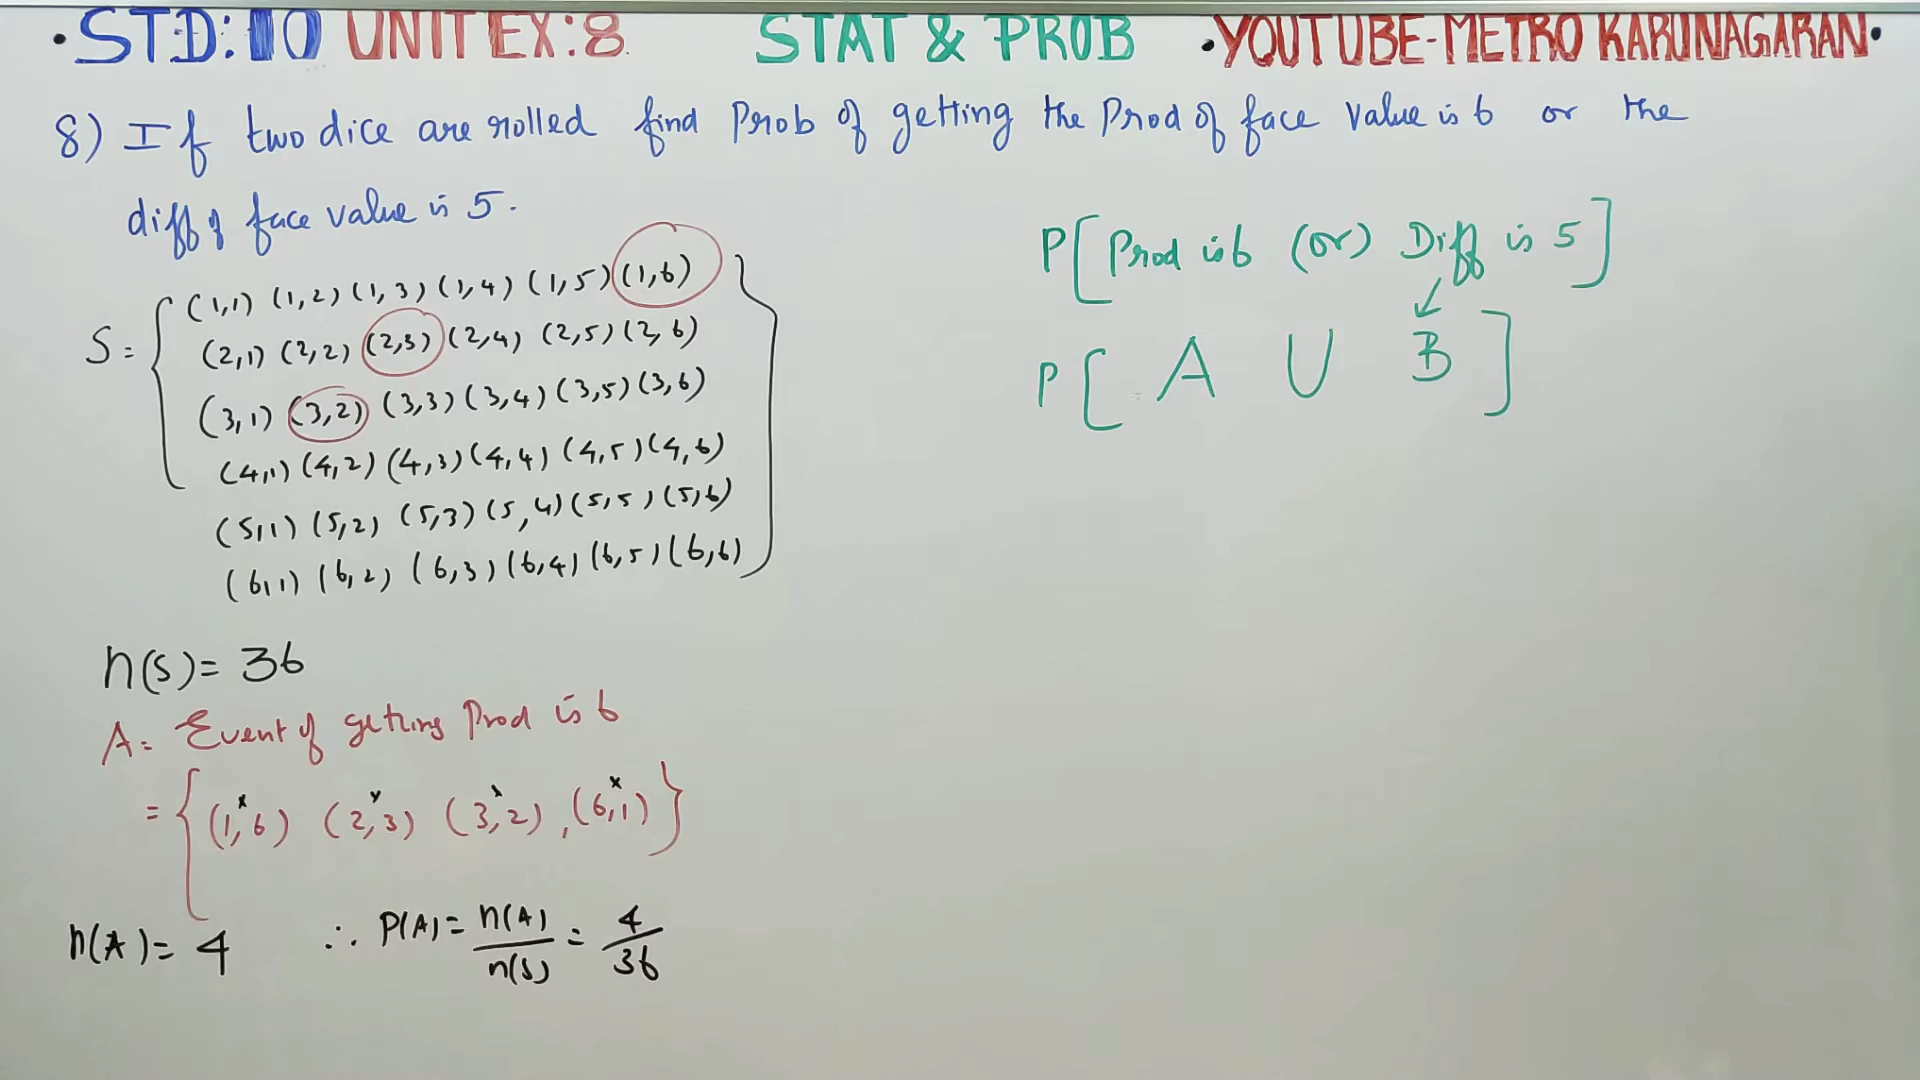 •STD:10 UNIT EX:8. STAT & PROB •YOUTUBE-METRO KARUNAGARAN•
8) If two dice are rolled find Prob of getting the Prod of face Value is 6 or the
diff of face value is 5.
S = { (1,1) (1,2) (1,3) (1,4) (1,5) (1,6)
(2,1) (2,2) (2,3) (2,4) (2,5) (2,6)
(3,1) (3,2) (3,3) (3,4) (3,5) (3,6)
(4,1) (4,2) (4,3) (4,4) (4,5) (4,6)
(5,1) (5,2) (5,3) (5,4) (5,5) (5,6)
(6,1) (6,2) (6,3) (6,4) (6,5) (6,6) }
n(S) = 36
A = Event of getting Prod is 6
= { (1,6) (2,3) (3,2), (6,1) }
n(A) = 4 ∴ P(A) = n(A)/n(S) = 4/36
P[Prod is 6 (or) Diff is 5]
P[ A U B ]